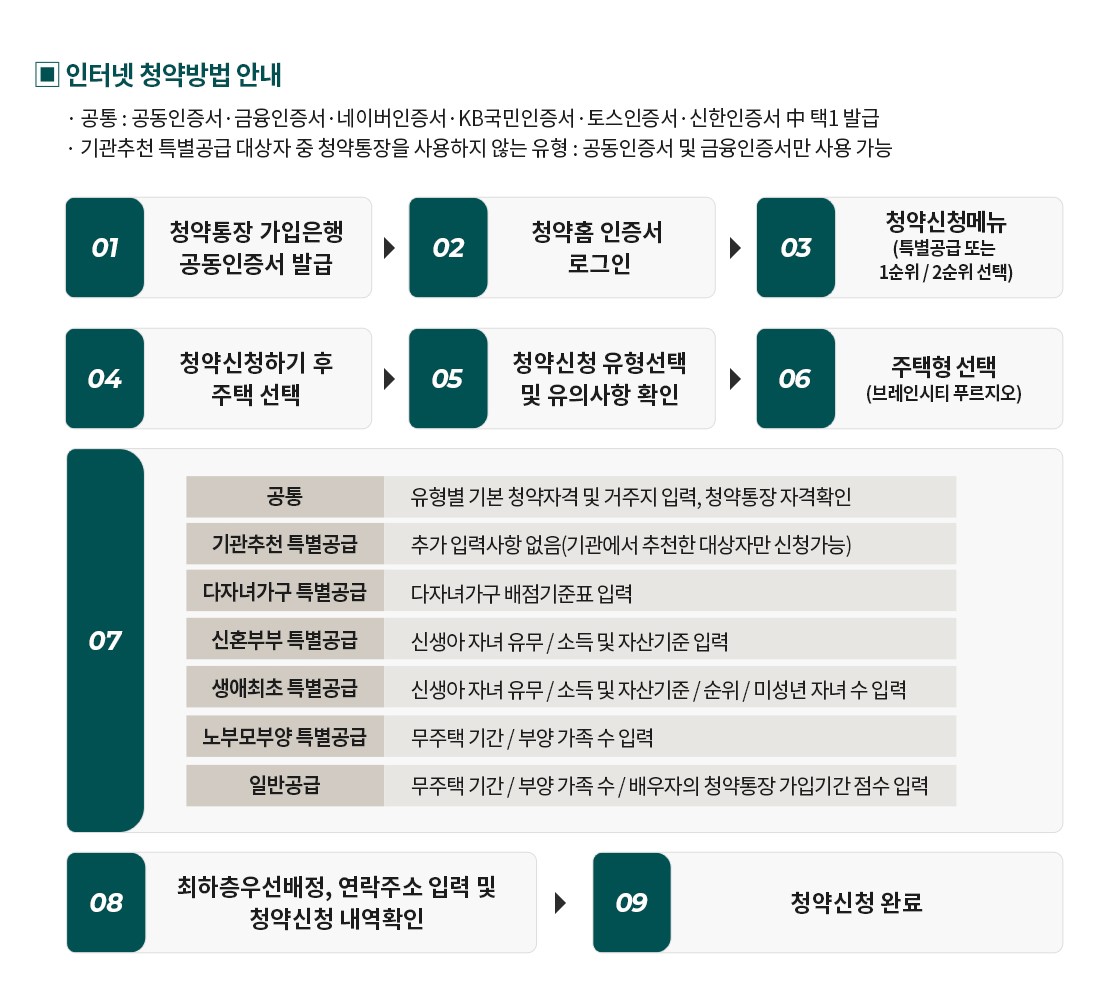 ▣ 인터넷 청약방법 안내
· 공통 : 공동인증서·금융인증서·네이버인증서·KB국민인증서·토스인증서·신한인증서 中 택1 발급
· 기관추천 특별공급 대상자 중 청약통장을 사용하지 않는 유형 : 공동인증서 및 금융인증서만 사용 가능
01
청약통장 가입은행
공동인증서 발급
02
청약홈 인증서
로그인
03
청약신청메뉴
(특별공급 또는
1순위 / 2순위 선택)
04
청약신청하기 후
주택 선택
05
청약신청 유형선택
및 유의사항 확인
06
주택형 선택
(브레인시티 푸르지오)
07
공통 유형별 기본 청약자격 및 거주지 입력, 청약통장 자격확인
기관추천 특별공급 추가 입력사항 없음(기관에서 추천한 대상자만 신청가능)
다자녀가구 특별공급 다자녀가구 배점기준표 입력
신혼부부 특별공급 신생아 자녀 유무 / 소득 및 자산기준 입력
생애최초 특별공급 신생아 자녀 유무 / 소득 및 자산기준 / 순위 / 미성년 자녀 수 입력
노부모부양 특별공급 무주택 기간 / 부양 가족 수 입력
일반공급 무주택 기간 / 부양 가족 수 / 배우자의 청약통장 가입기간 점수 입력
08
최하층우선배정, 연락주소 입력 및
청약신청 내역확인
09
청약신청 완료